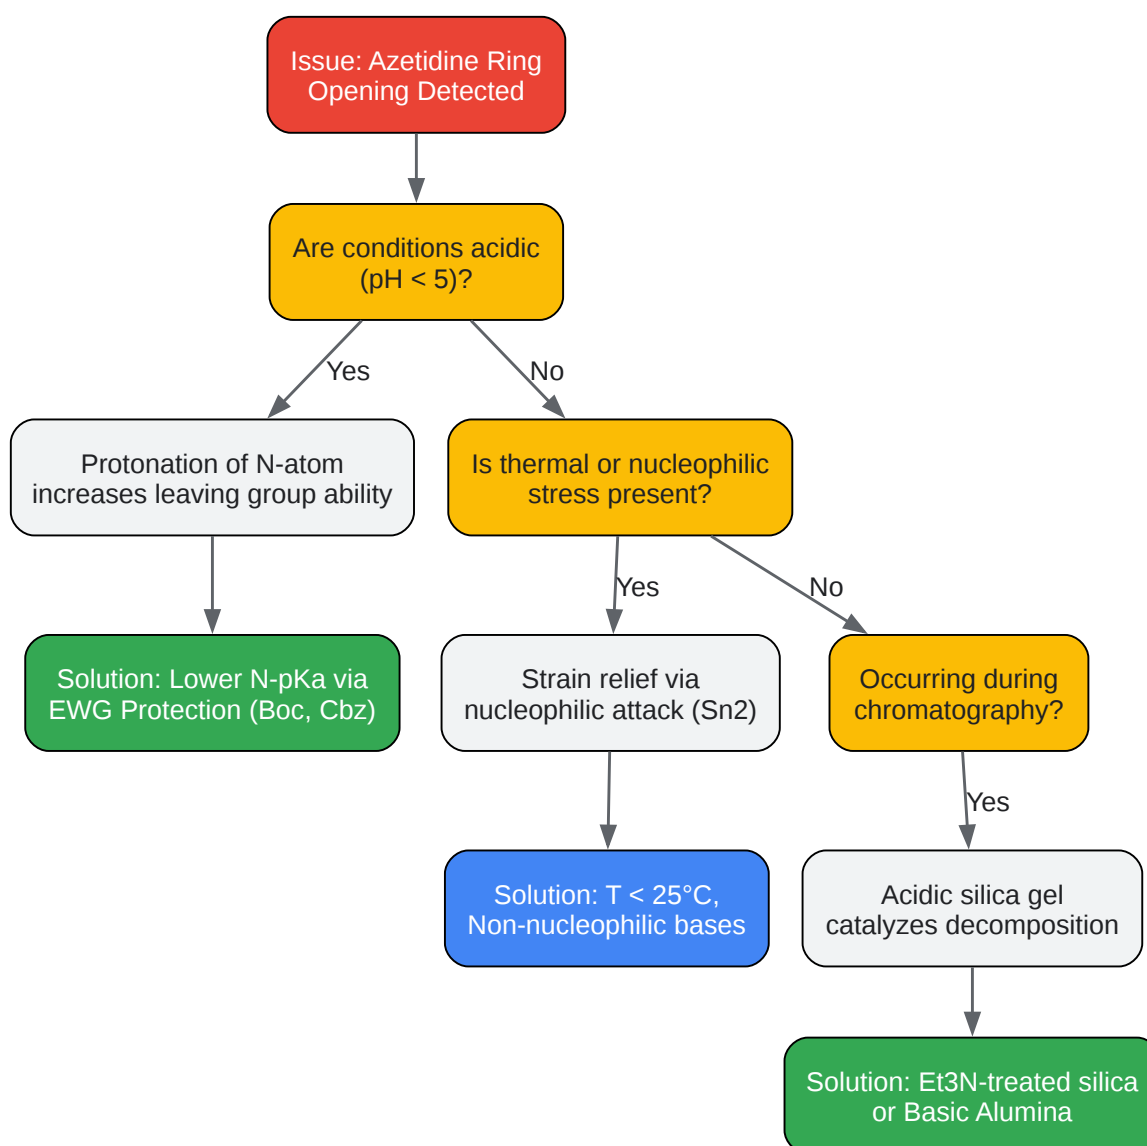 Issue: Azetidine Ring
Opening Detected
Are conditions acidic
(pH < 5)?
Yes
No
Protonation of N-atom
increases leaving group ability
Is thermal or nucleophilic
stress present?
Yes
No
Solution: Lower N-pKa via
EWG Protection (Boc, Cbz)
Strain relief via
nucleophilic attack (Sn2)
Occurring during
chromatography?
Yes
Solution: T < 25°C,
Non-nucleophilic bases
Acidic silica gel
catalyzes decomposition
Solution: Et3N-treated silica
or Basic Alumina